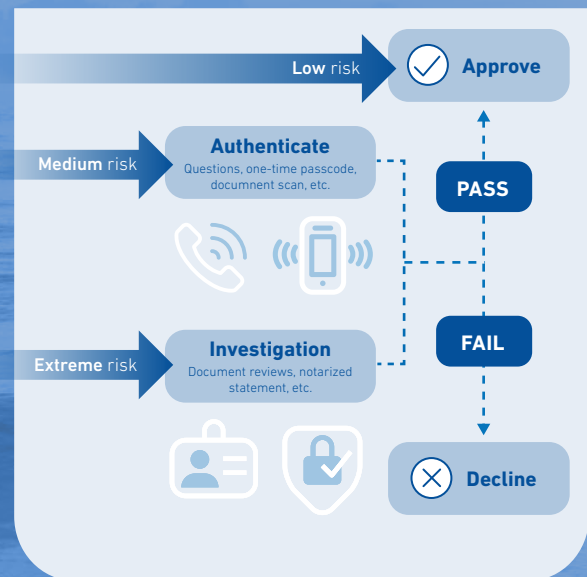 Low risk
Approve
Authenticate
Medium risk
Questions, one-time passcode,
documnent scan, etc.
PASS
FAIL
Investigation
Extreme risk
Document reviews, notarized
statement, etc.
Decline